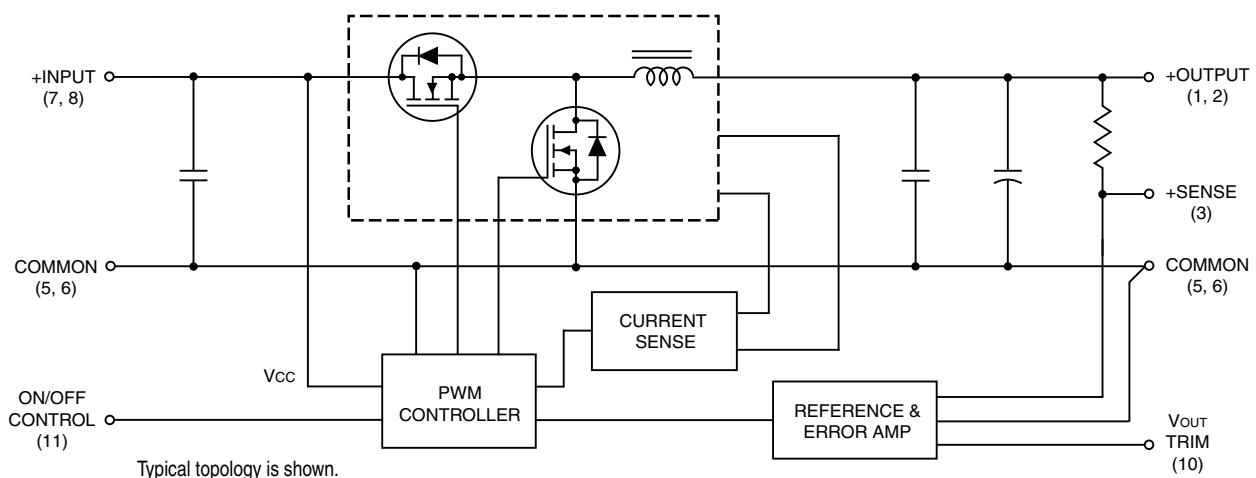 +INPUT
(7, 8)
+OUTPUT
(1, 2)
+SENSE
(3)
COMMON
(5, 6)
COMMON
(5, 6)
CURRENT
SENSE
VCC
PWM
CONTROLLER
ON/OFF
CONTROL
(11)
REFERENCE &
ERROR AMP
VOUT
TRIM
(10)
Typical topology is shown.